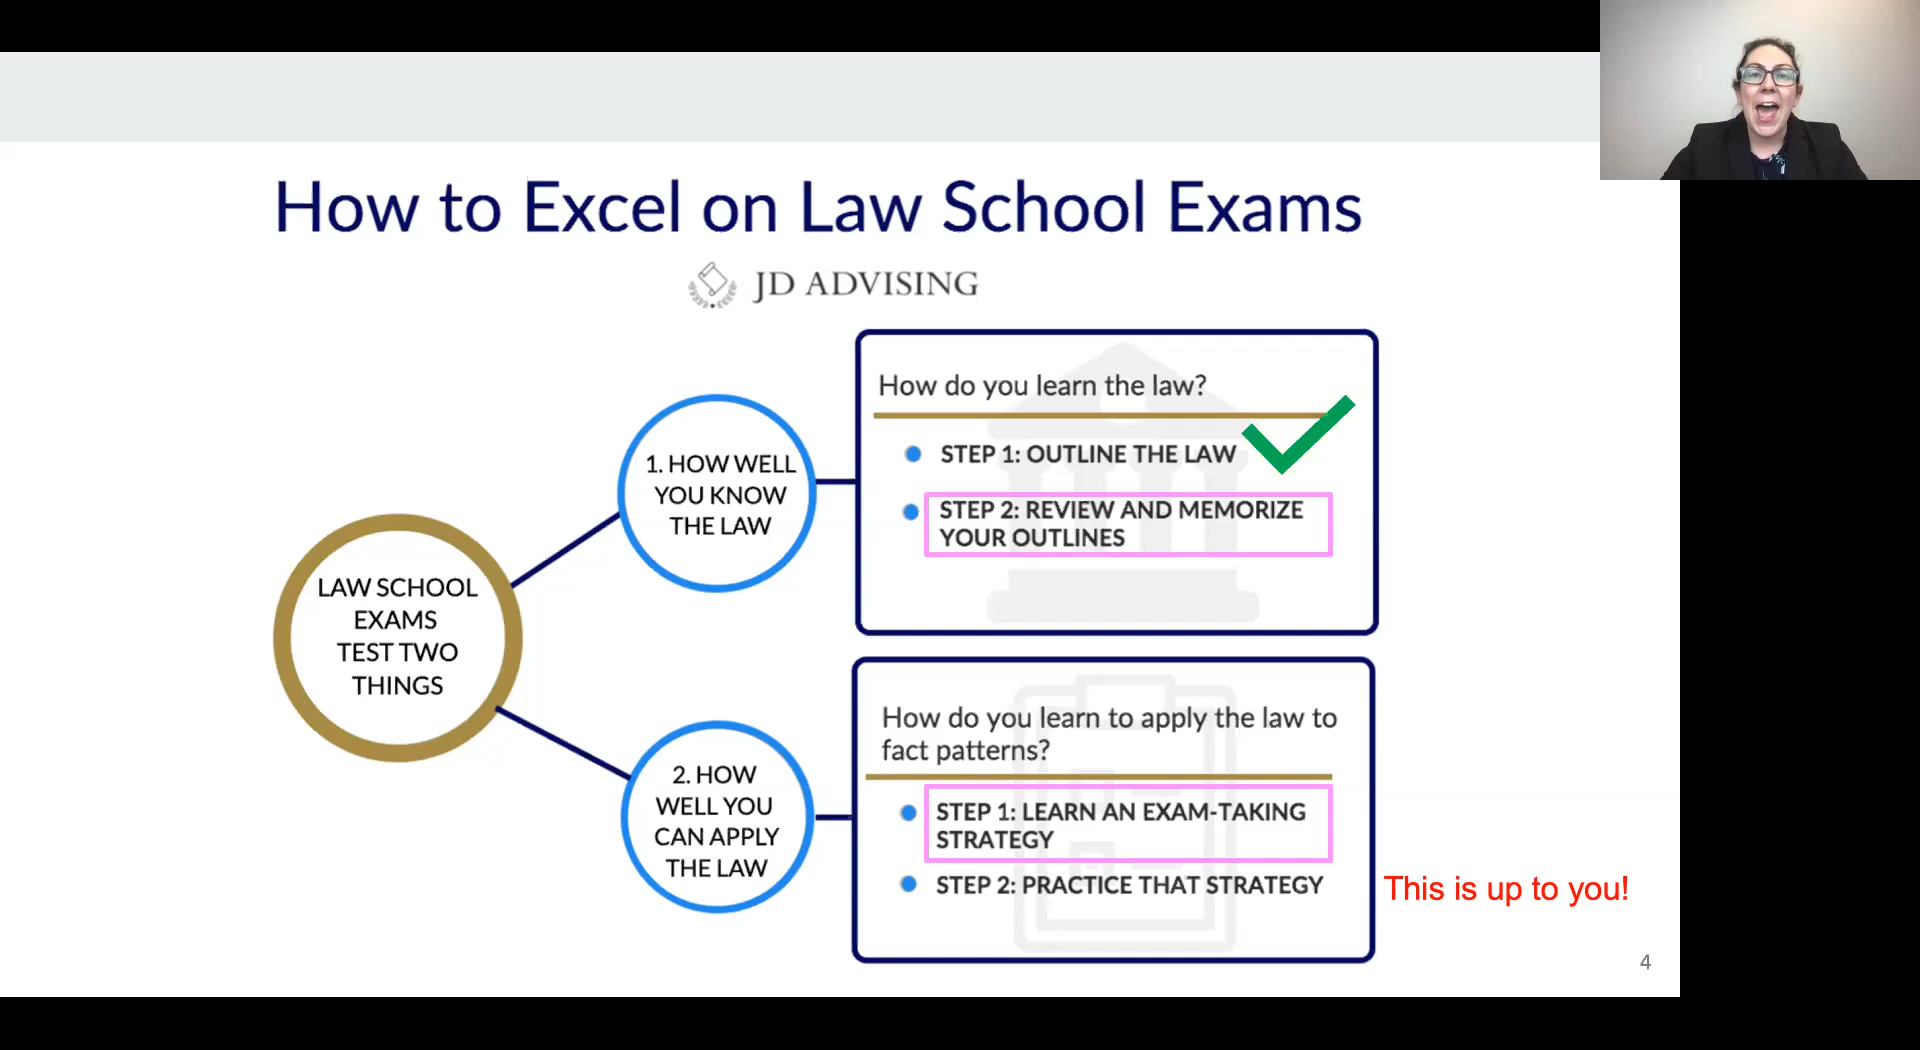 How to Excel on Law School Exams
JD ADVISING
LAW SCHOOL
EXAMS
TEST TWO
THINGS
1. HOW WELL
YOU KNOW
THE LAW
How do you learn the law?
STEP 1: OUTLINE THE LAW
STEP 2: REVIEW AND MEMORIZE
YOUR OUTLINES
2. HOW
WELL YOU
CAN APPLY
THE LAW
How do you learn to apply the law to
fact patterns?
STEP 1: LEARN AN EXAM-TAKING
STRATEGY
STEP 2: PRACTICE THAT STRATEGY
This is up to you!
4